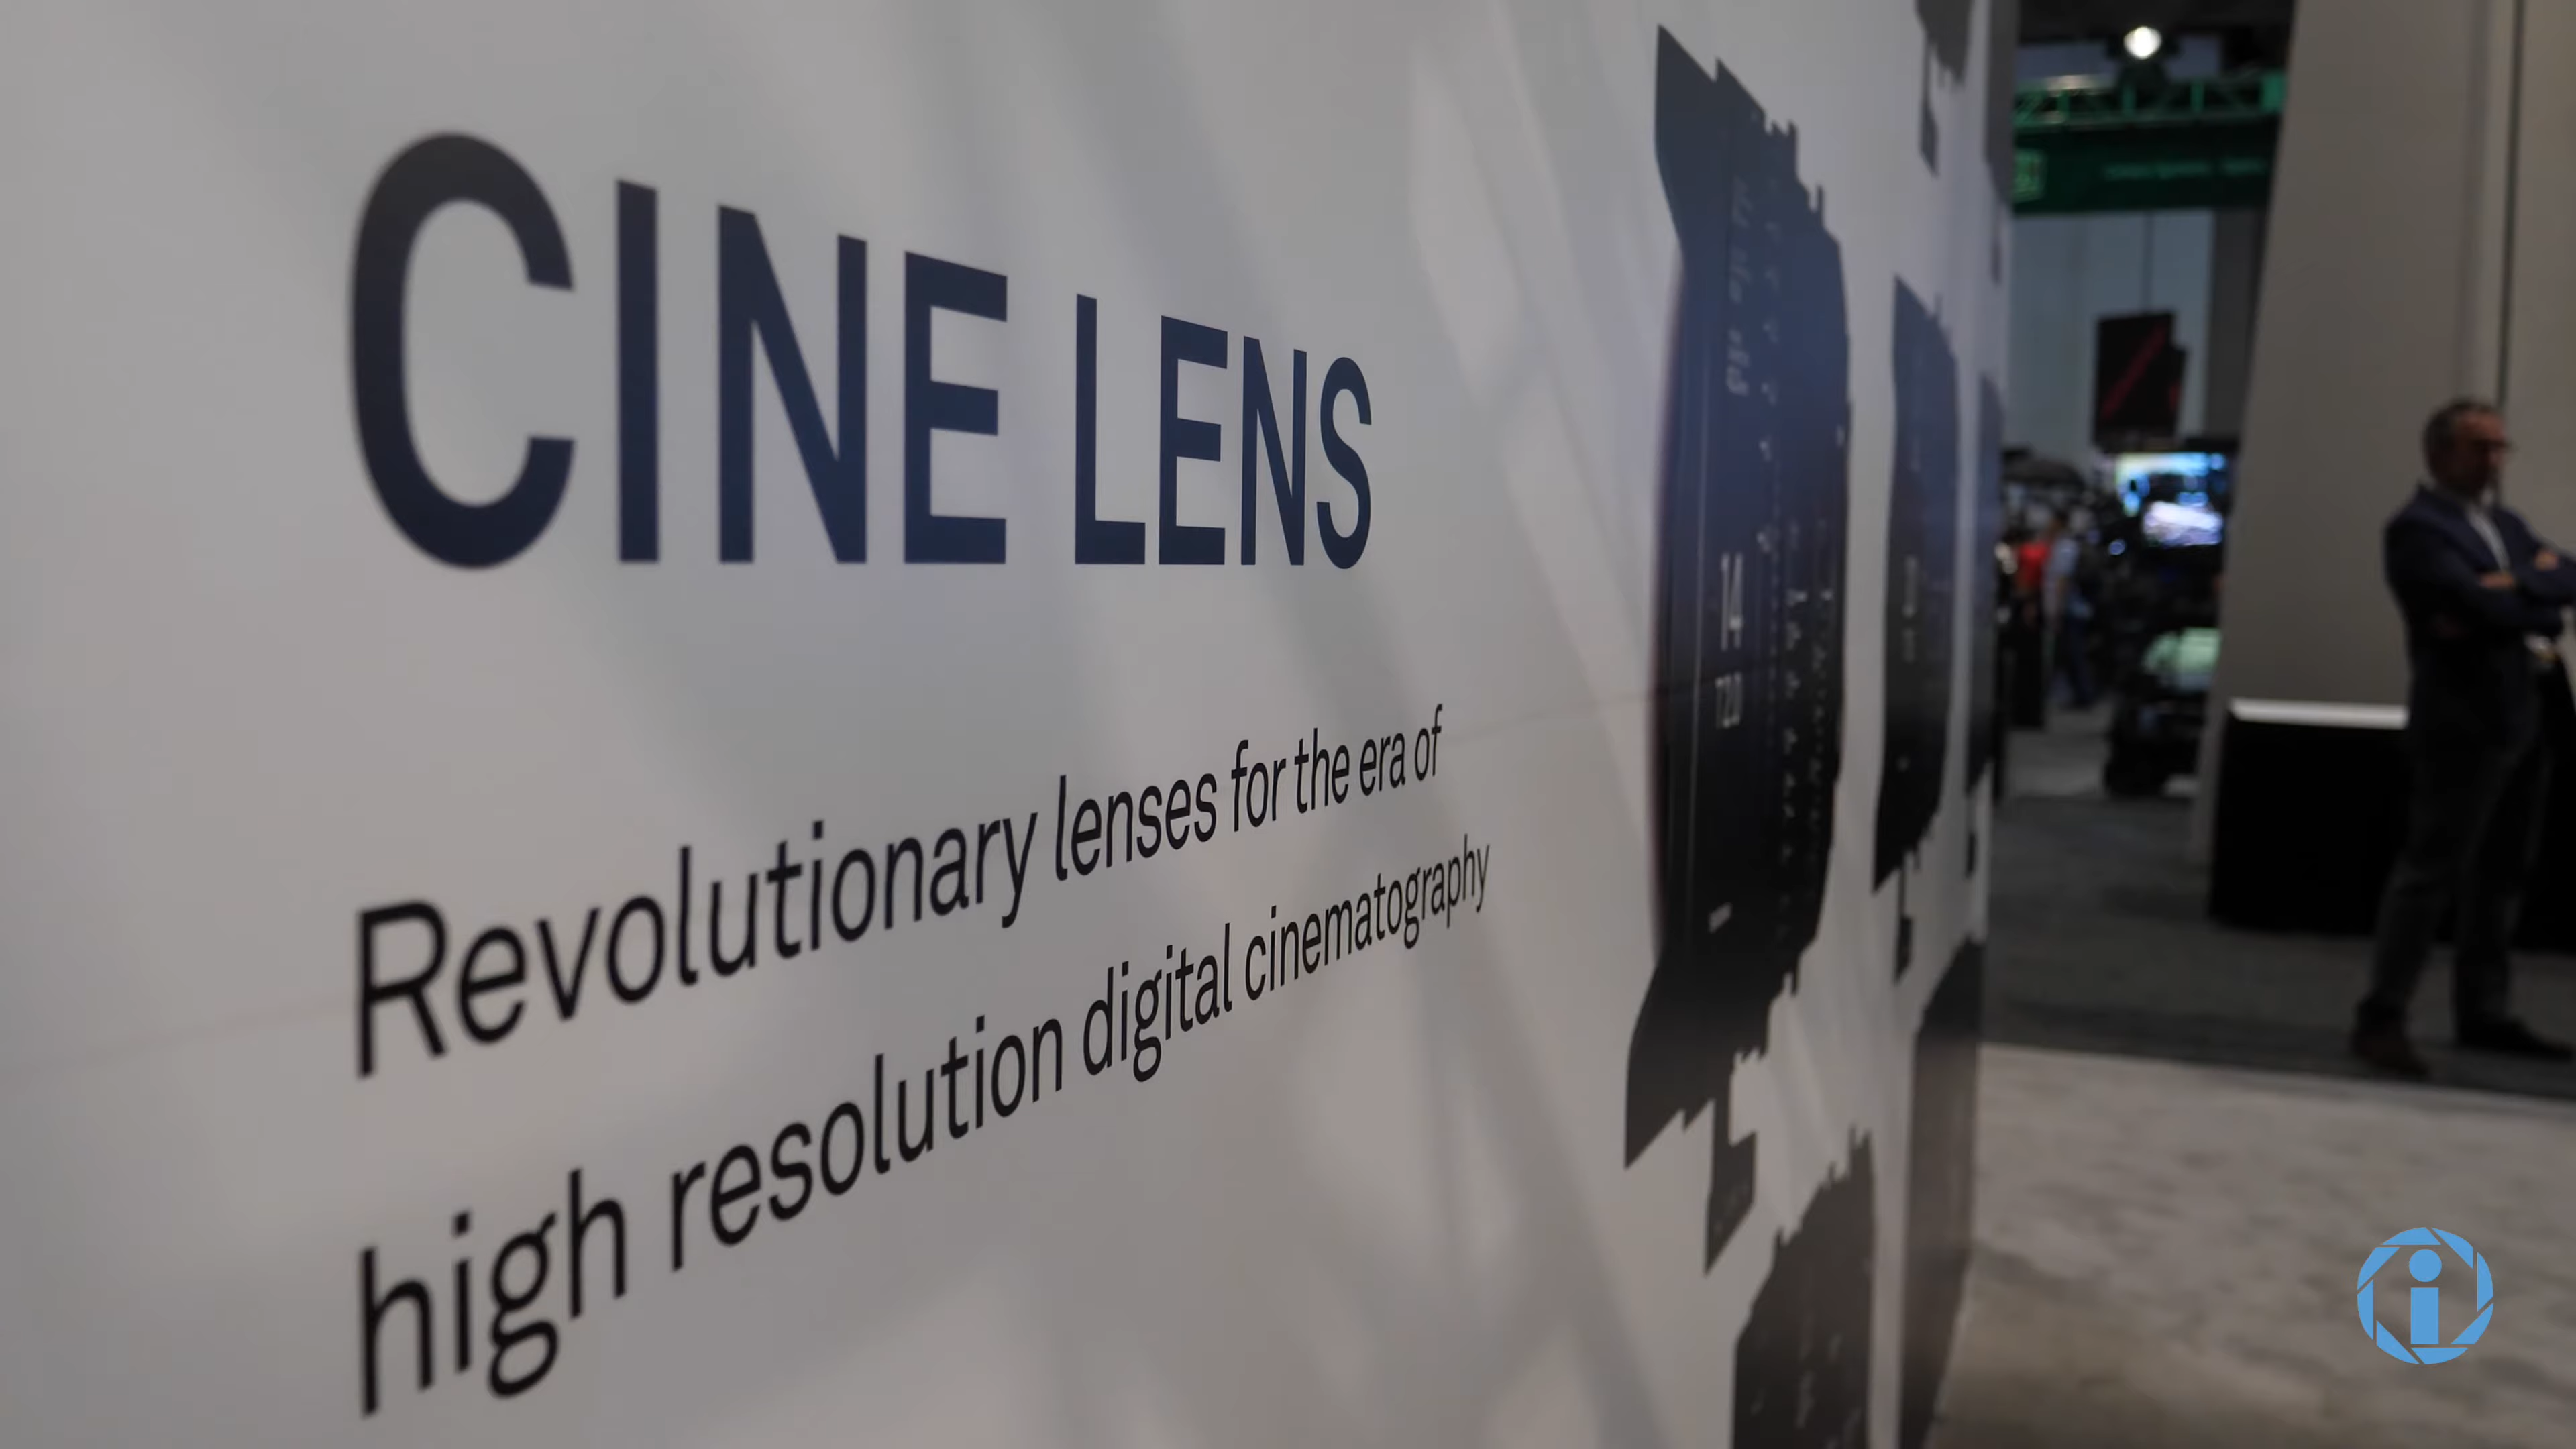 CINE LENS
Revolutionary lenses for the era of
high resolution digital cinematography
14
T2.0